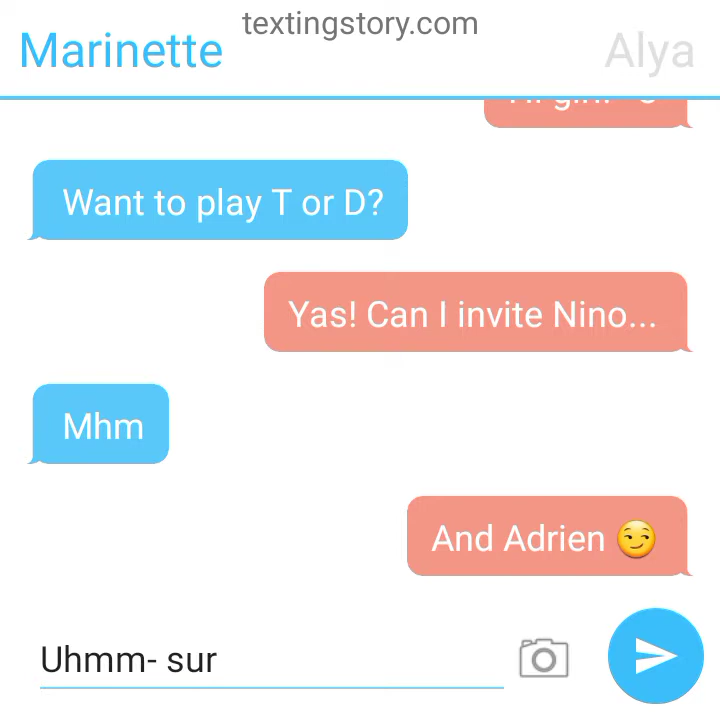 textingstory.com
Marinette
Alya
Want to play T or D?
Yas! Can I invite Nino...
Mhm
And Adrien 😏
Uhmm- sur